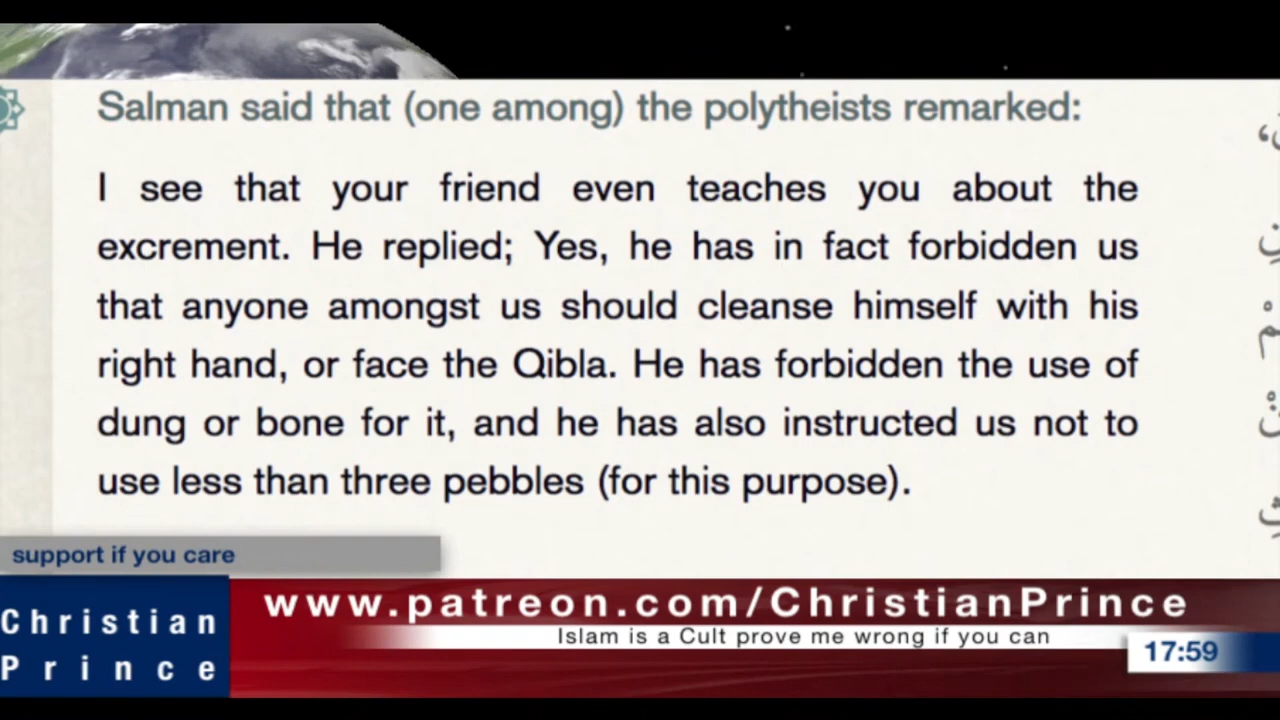 Salman said that (one among) the polytheists remarked:
I see that your friend even teaches you about the
excrement. He replied; Yes, he has in fact forbidden us
that anyone amongst us should cleanse himself with his
right hand, or face the Qibla. He has forbidden the use of
dung or bone for it, and he has also instructed us not to
use less than three pebbles (for this purpose).
support if you care
Christian
Prince
www.patreon.com/ChristianPrince
Islam is a Cult prove me wrong if you can
17:59